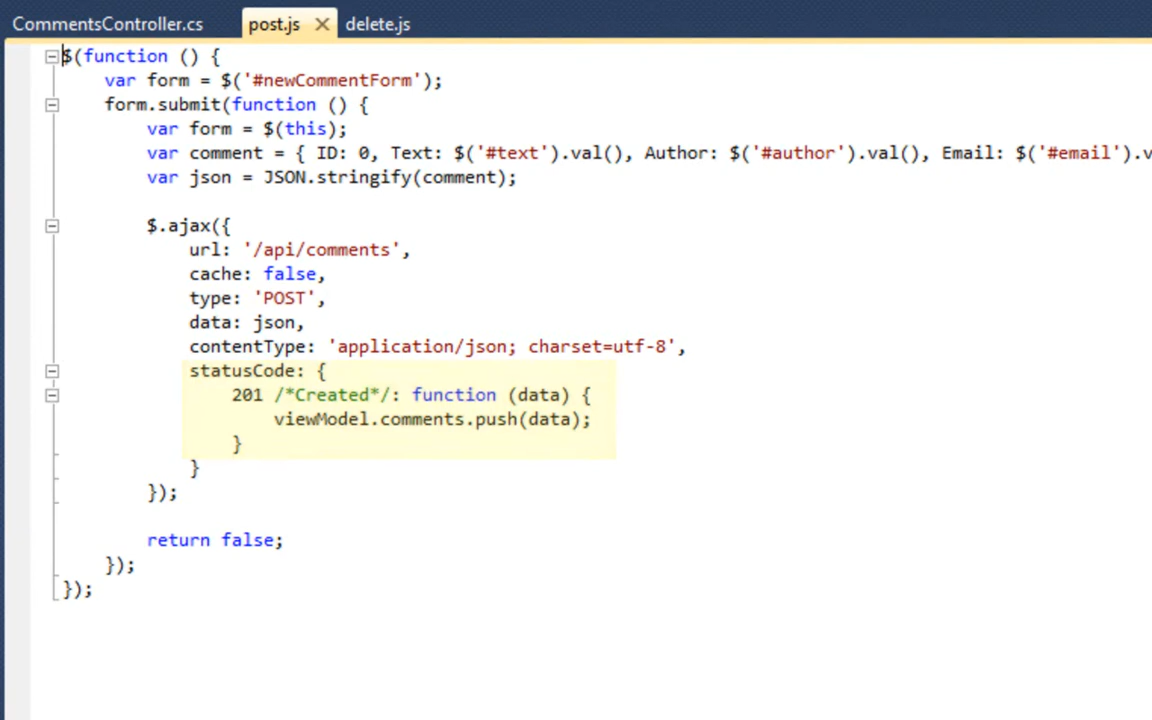 CommentsController.cs post.js delete.js
$(function () {
var form = $('#newCommentForm');
form.submit(function () {
var form = $(this);
var comment = { ID: 0, Text: $('#text').val(), Author: $('#author').val(), Email: $('#email').v
var json = JSON.stringify(comment);
$.ajax({
url: '/api/comments',
cache: false,
type: 'POST',
data: json,
contentType: 'application/json; charset=utf-8',
statusCode: {
201 /*Created*/: function (data) {
viewModel.comments.push(data);
}
}
});
return false;
});
});